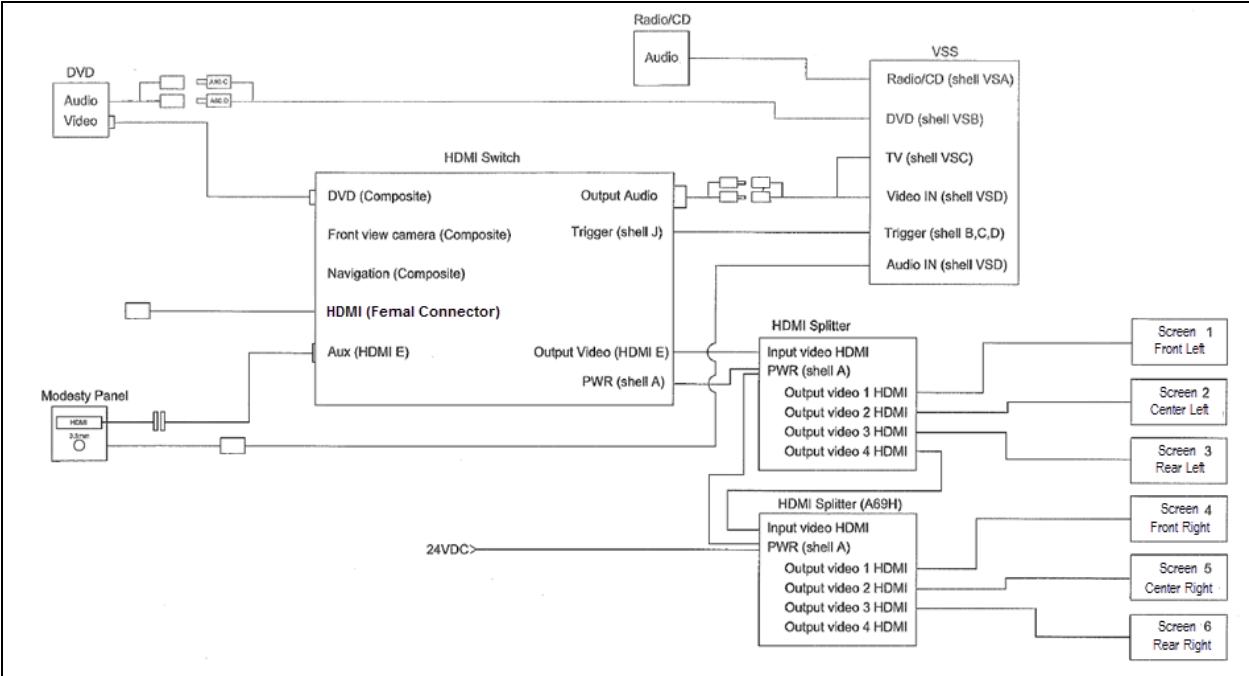 Radio/CD
Audio
VSS
Radio/CD (shell VSA)
DVD (shell VSB)
TV (shell VSC)
Video IN (shell VSD)
Trigger (shell B,C,D)
Audio IN (shell VSD)
DVD
Audio
Video
A60:C
A60:D
HDMI Switch
DVD (Composite)
Output Audio
Front view camera (Composite)
Trigger (shell J)
Navigation (Composite)
HDMI (Femal Connector)
Aux (HDMI E)
Output Video (HDMI E)
PWR (shell A)
Modesty Panel
HDMI
3.5mm
HDMI Splitter
Input video HDMI
PWR (shell A)
Output video 1 HDMI
Output video 2 HDMI
Output video 3 HDMI
Output video 4 HDMI
HDMI Splitter (A69H)
Input video HDMI
PWR (shell A)
Output video 1 HDMI
Output video 2 HDMI
Output video 3 HDMI
Output video 4 HDMI
24VDC
Screen 1
Front Left
Screen 2
Center Left
Screen 3
Rear Left
Screen 4
Front Right
Screen 5
Center Right
Screen 6
Rear Right